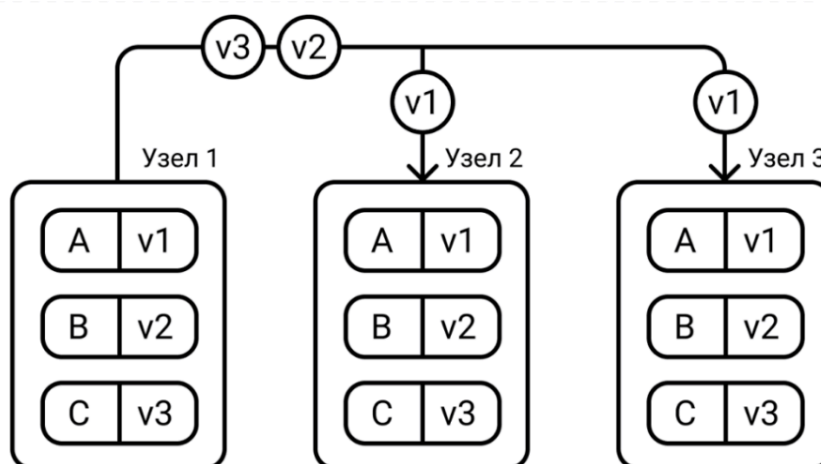 v3 v2
v1 v1
Узел 1 Узел 2 Узел 3
A v1 A v1 A v1
B v2 B v2 B v2
C v3 C v3 C v3